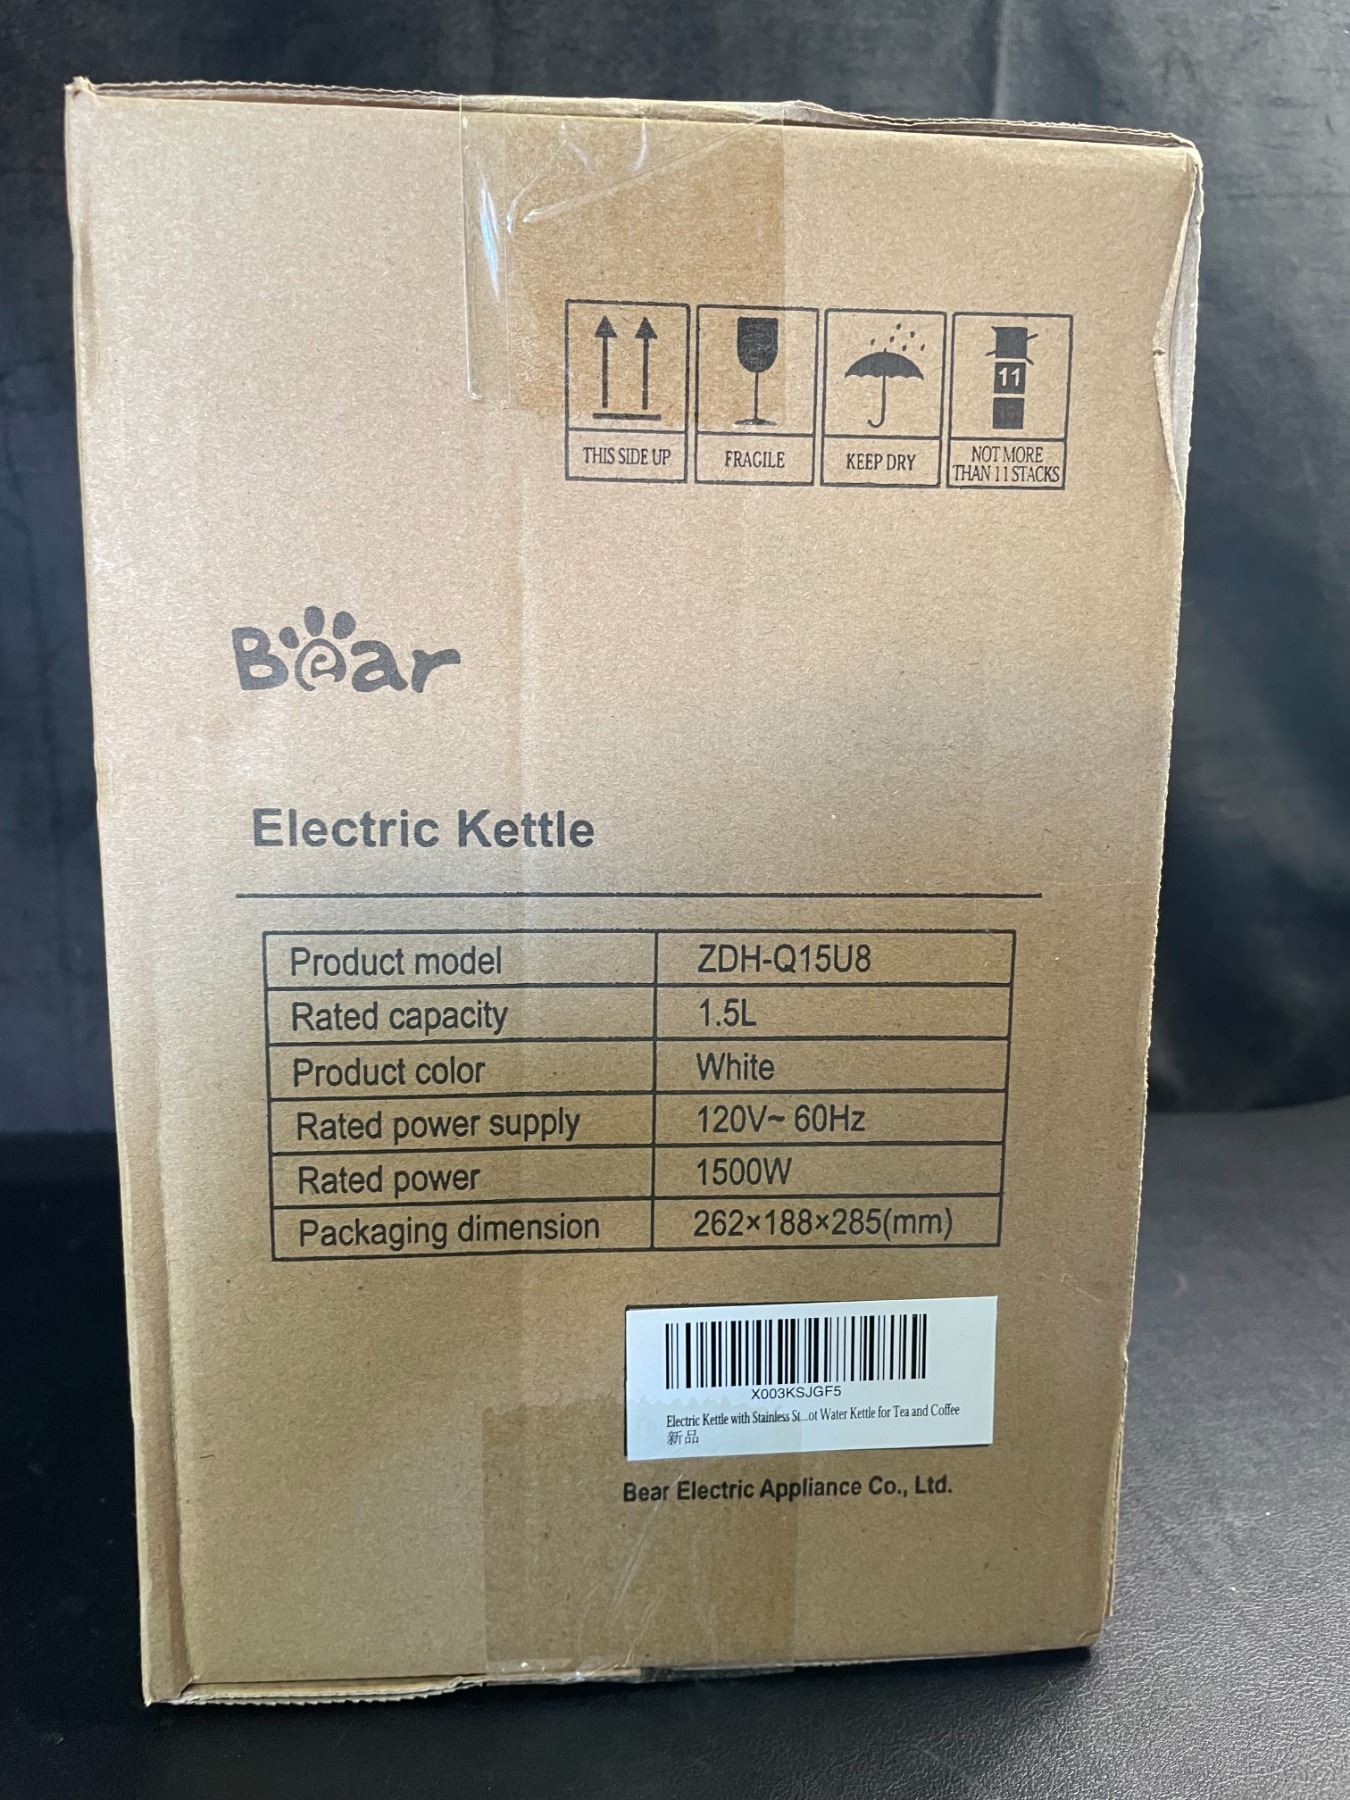 11
THIS SIDE UP
FRAGILE
KEEP DRY
NOT MORE
THAN 11 STACKS
Bear
Electric Kettle
Product model ZDH-Q15U8
Rated capacity 1.5L
Product color White
Rated power supply 120V~ 60Hz
Rated power 1500W
Packaging dimension 262×188×285(mm)
X003KSJGF5
Electric Kettle with Stainless St...ot Water Kettle for Tea and Coffee
新品
Bear Electric Appliance Co., Ltd.